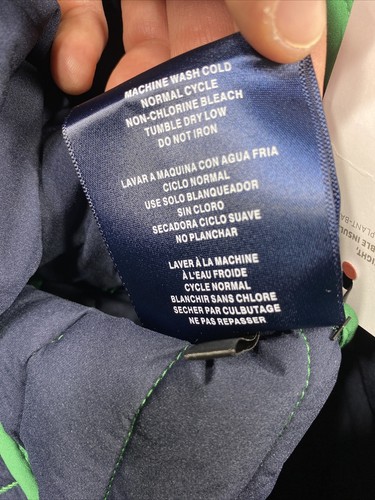 MACHINE WASH COLD
NORMAL CYCLE
NON-CHLORINE BLEACH
TUMBLE DRY LOW
DO NOT IRON
LAVAR A MAQUINA CON AGUA FRIA
CICLO NORMAL
USE SOLO BLANQUEADOR
SIN CLORO
SECADORA CICLO SUAVE
NO PLANCHAR
LAVER À LA MACHINE
À L'EAU FROIDE
CYCLE NORMAL
BLANCHIR SANS CHLORE
SECHER PAR CULBUTAGE
NE PAS REPASSER